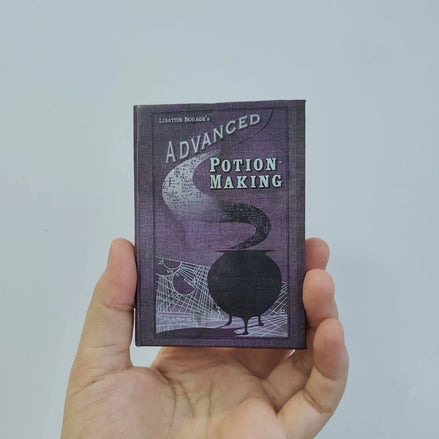 Libatius Borage's
Advanced
Potion-
Making